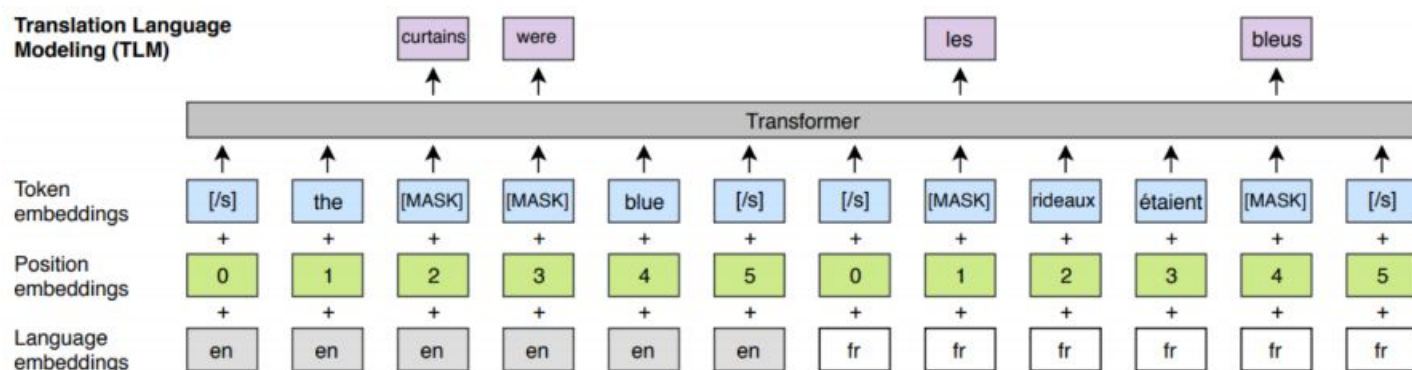 Translation Language
Modeling (TLM)
curtains were les bleus
Transformer
Token
embeddings
[/s] the [MASK] [MASK] blue [/s] [/s] [MASK] rideaux étaient [MASK] [/s]
+ + + + + + + + + + + +
Position
embeddings
0 1 2 3 4 5 0 1 2 3 4 5
+ + + + + + + + + + + +
Language
embeddings
en en en en en en fr fr fr fr fr fr